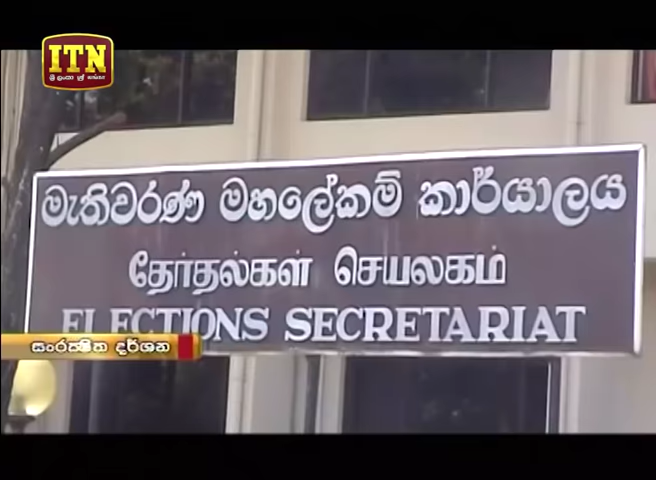 ITN
ශ්‍රී ලංකා
මැතිවරණ මහලේකම් කාර්යාලය
தேர்தல்கள் செயலகம்
ELECTIONS SECRETARIAT
සංරක්ෂිත දර්ශන